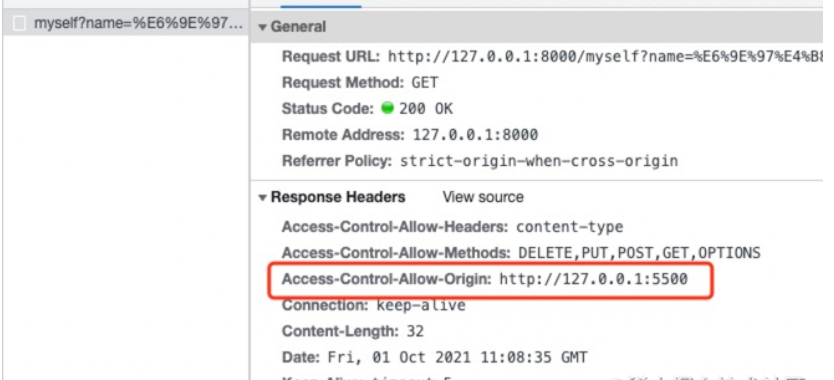 myself?name=%E6%9E%97...
General
Request URL: http://127.0.0.1:8000/myself?name=%E6%9E%97%E4%B8
Request Method: GET
Status Code: 200 OK
Remote Address: 127.0.0.1:8000
Referrer Policy: strict-origin-when-cross-origin
Response Headers View source
Access-Control-Allow-Headers: content-type
Access-Control-Allow-Methods: DELETE,PUT,POST,GET,OPTIONS
Access-Control-Allow-Origin: http://127.0.0.1:5500
Connection: keep-alive
Content-Length: 32
Date: Fri, 01 Oct 2021 11:08:35 GMT
Keep-Alive: timeout=5